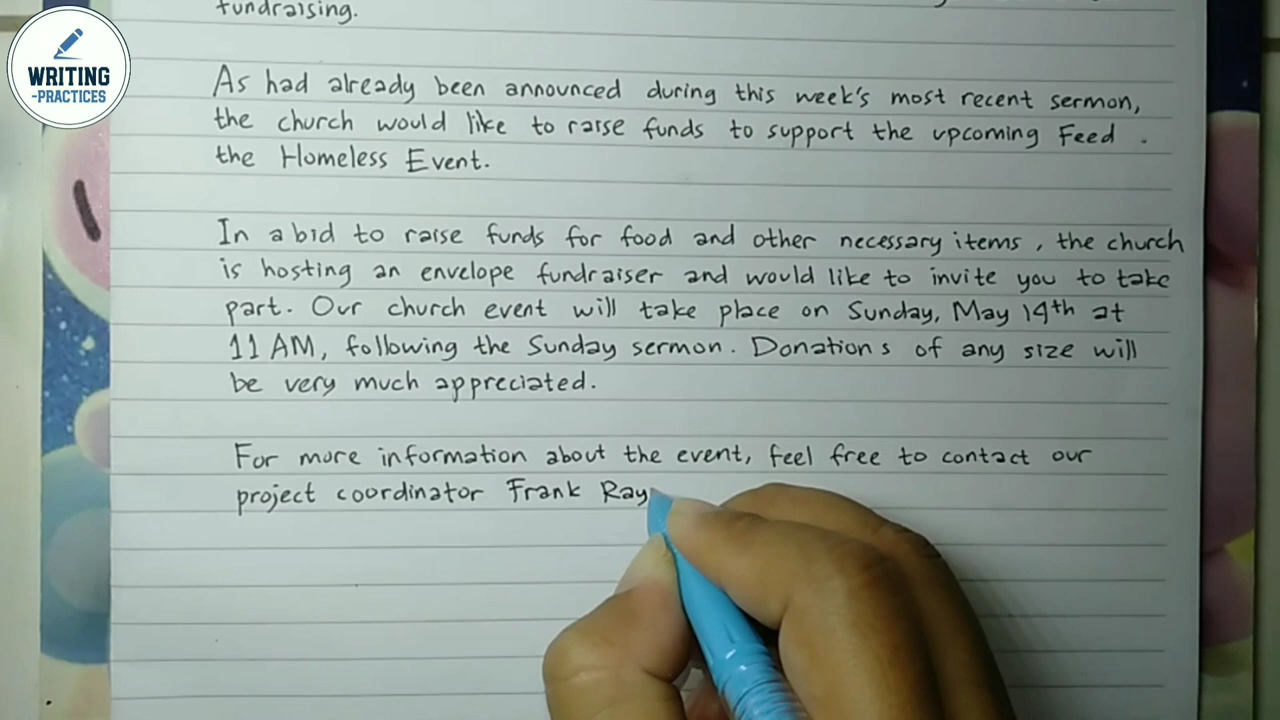 WRITING
-PRACTICES
fundraising.
As had already been announced during this week's most recent sermon,
the church would like to raise funds to support the upcoming Feed.
the Homeless Event.
In a bid to raise funds for food and other necessary items, the church
is hosting an envelope fundraiser and would like to invite you to take
part. Our church event will take place on Sunday, May 14th at
11 AM, following the Sunday sermon. Donations of any size will
be very much appreciated.
For more information about the event, feel free to contact our
project coordinator Frank Ray